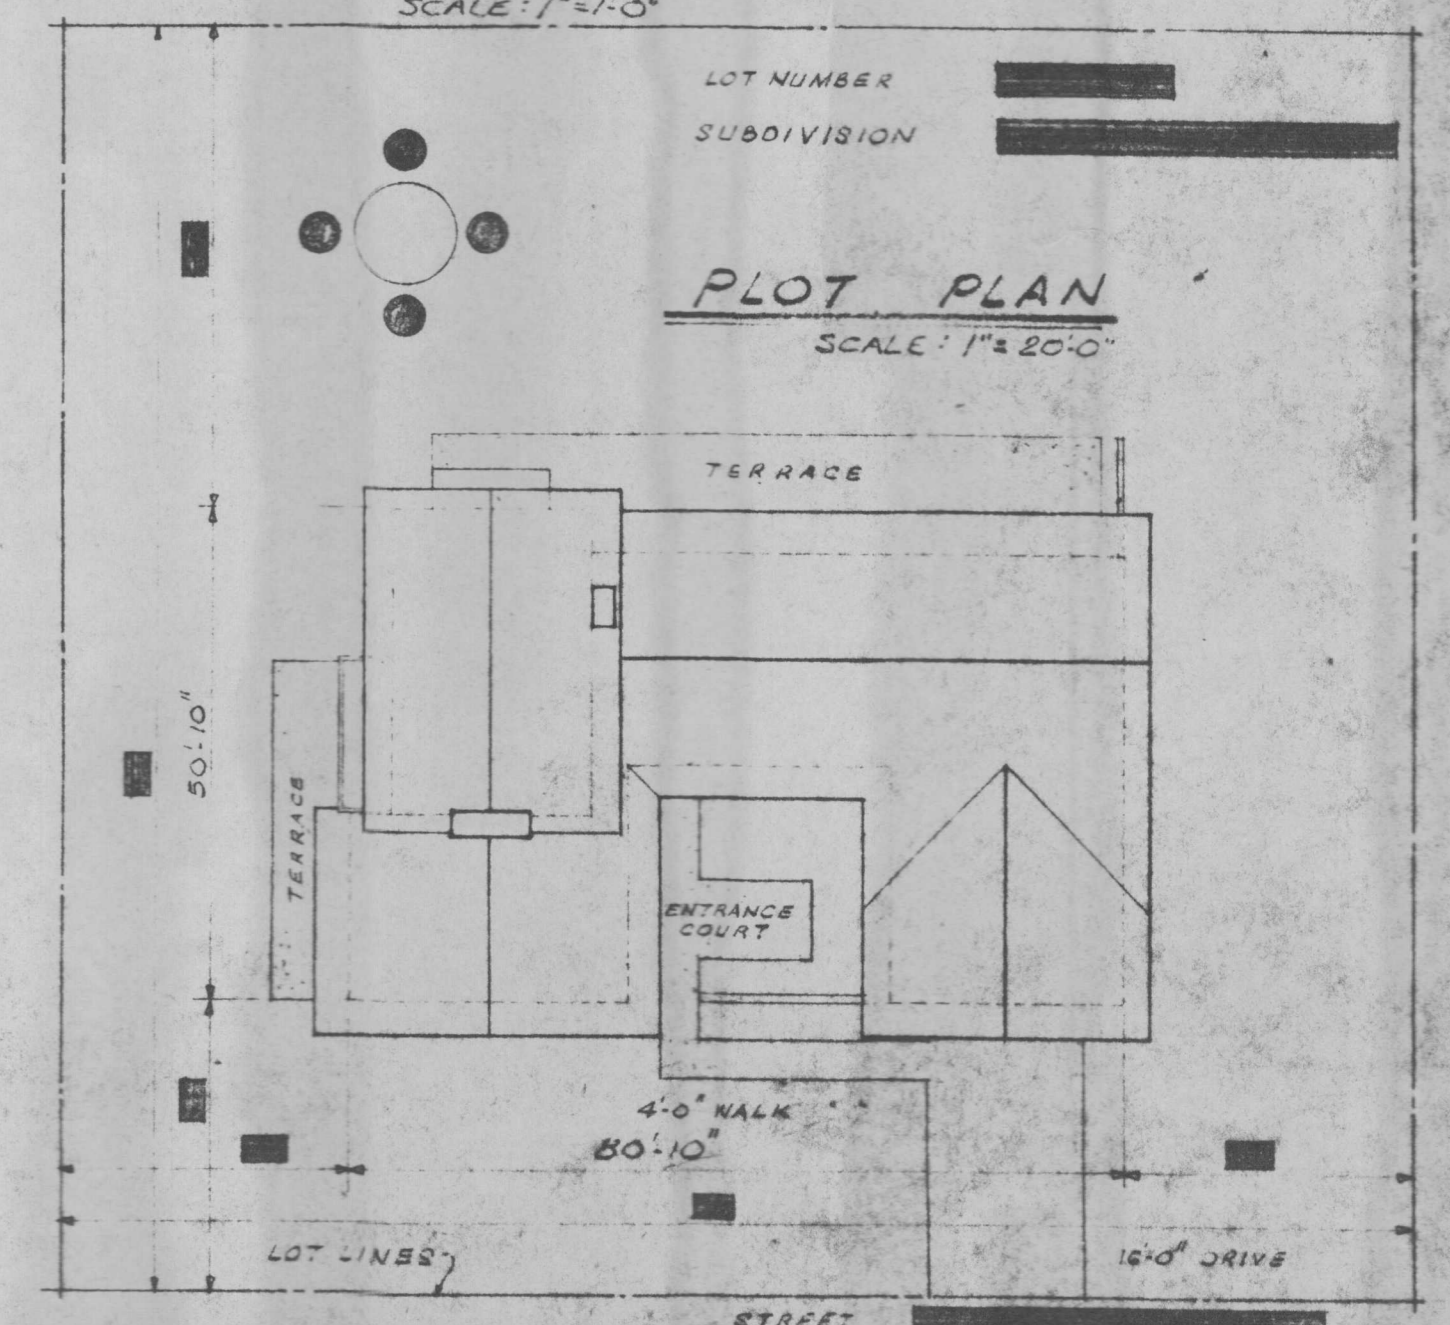 SCALE: 1"=1'-0"
LOT NUMBER
SUBDIVISION
PLOT PLAN
SCALE: 1"= 20'-0"
TERRACE
50'-10"
TERRACE
ENTRANCE
COURT
4'-0" WALK
80'-10"
LOT LINES
16'-0" DRIVE
STREET